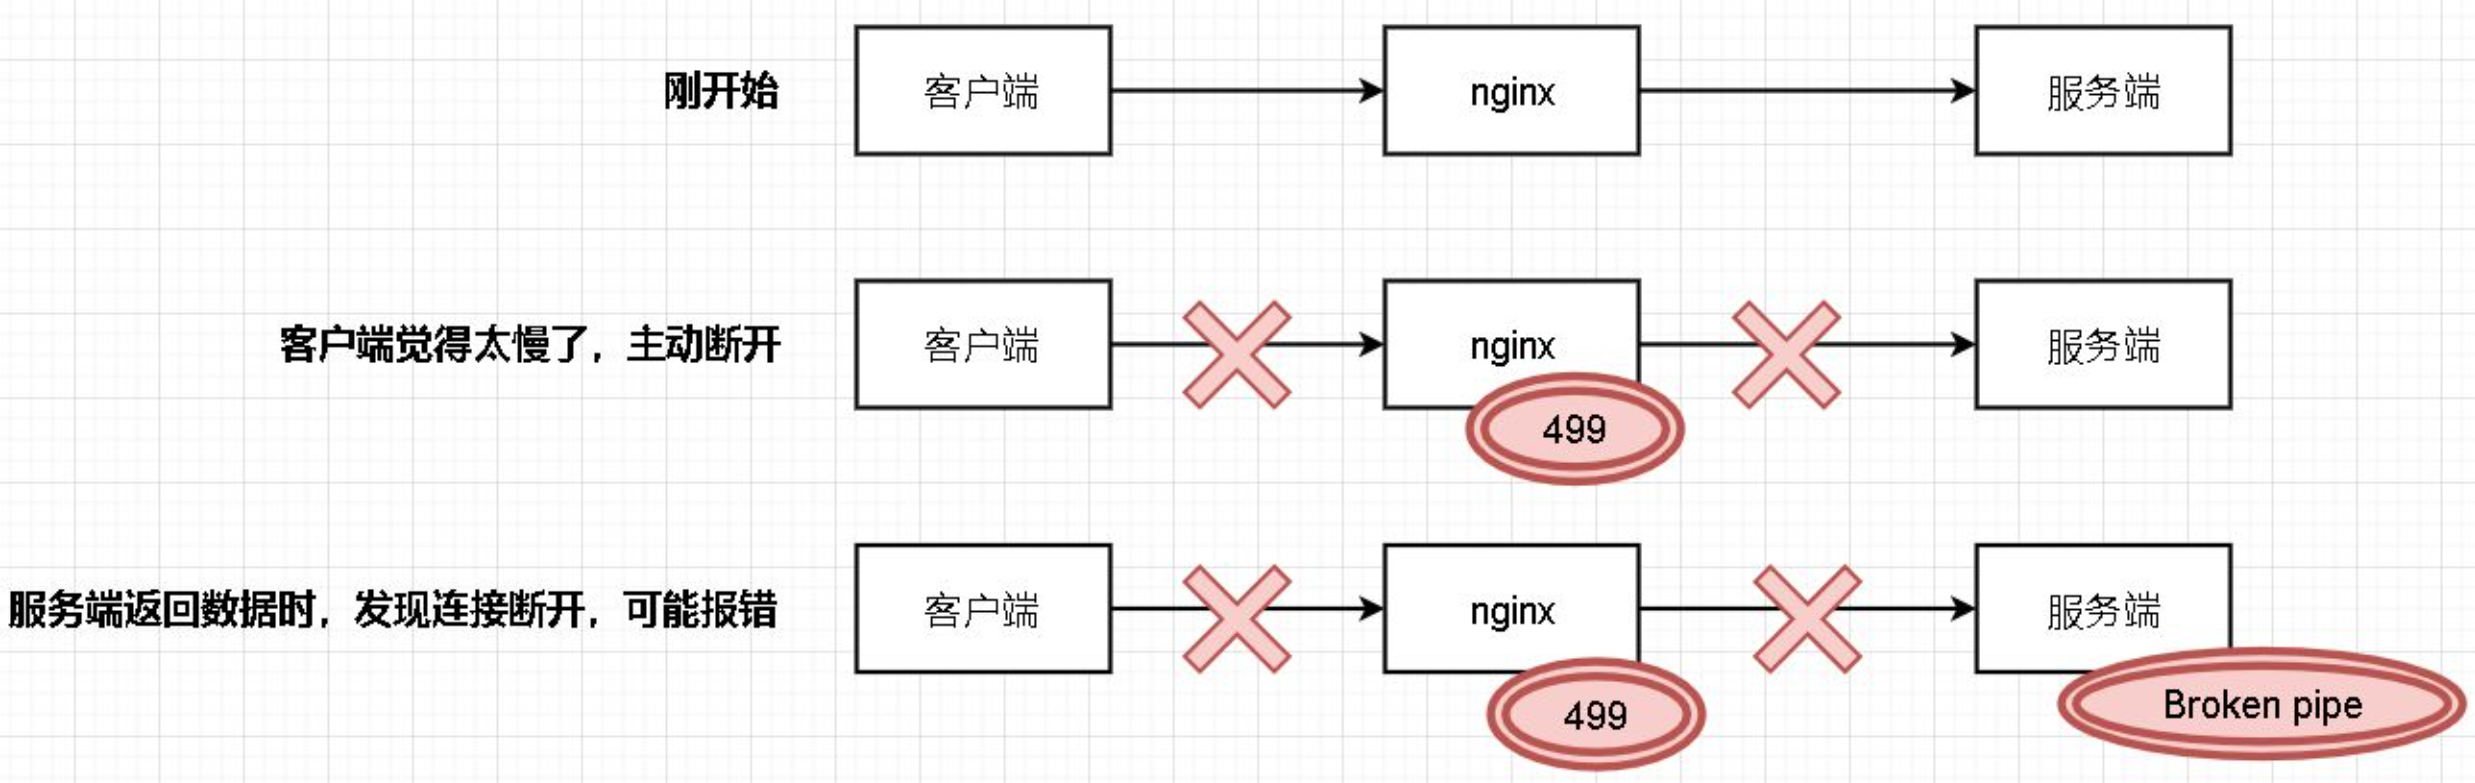 刚开始
客户端
nginx
服务端
客户端觉得太慢了，主动断开
客户端
nginx
服务端
499
服务端返回数据时，发现连接断开，可能报错
客户端
nginx
服务端
499
Broken pipe